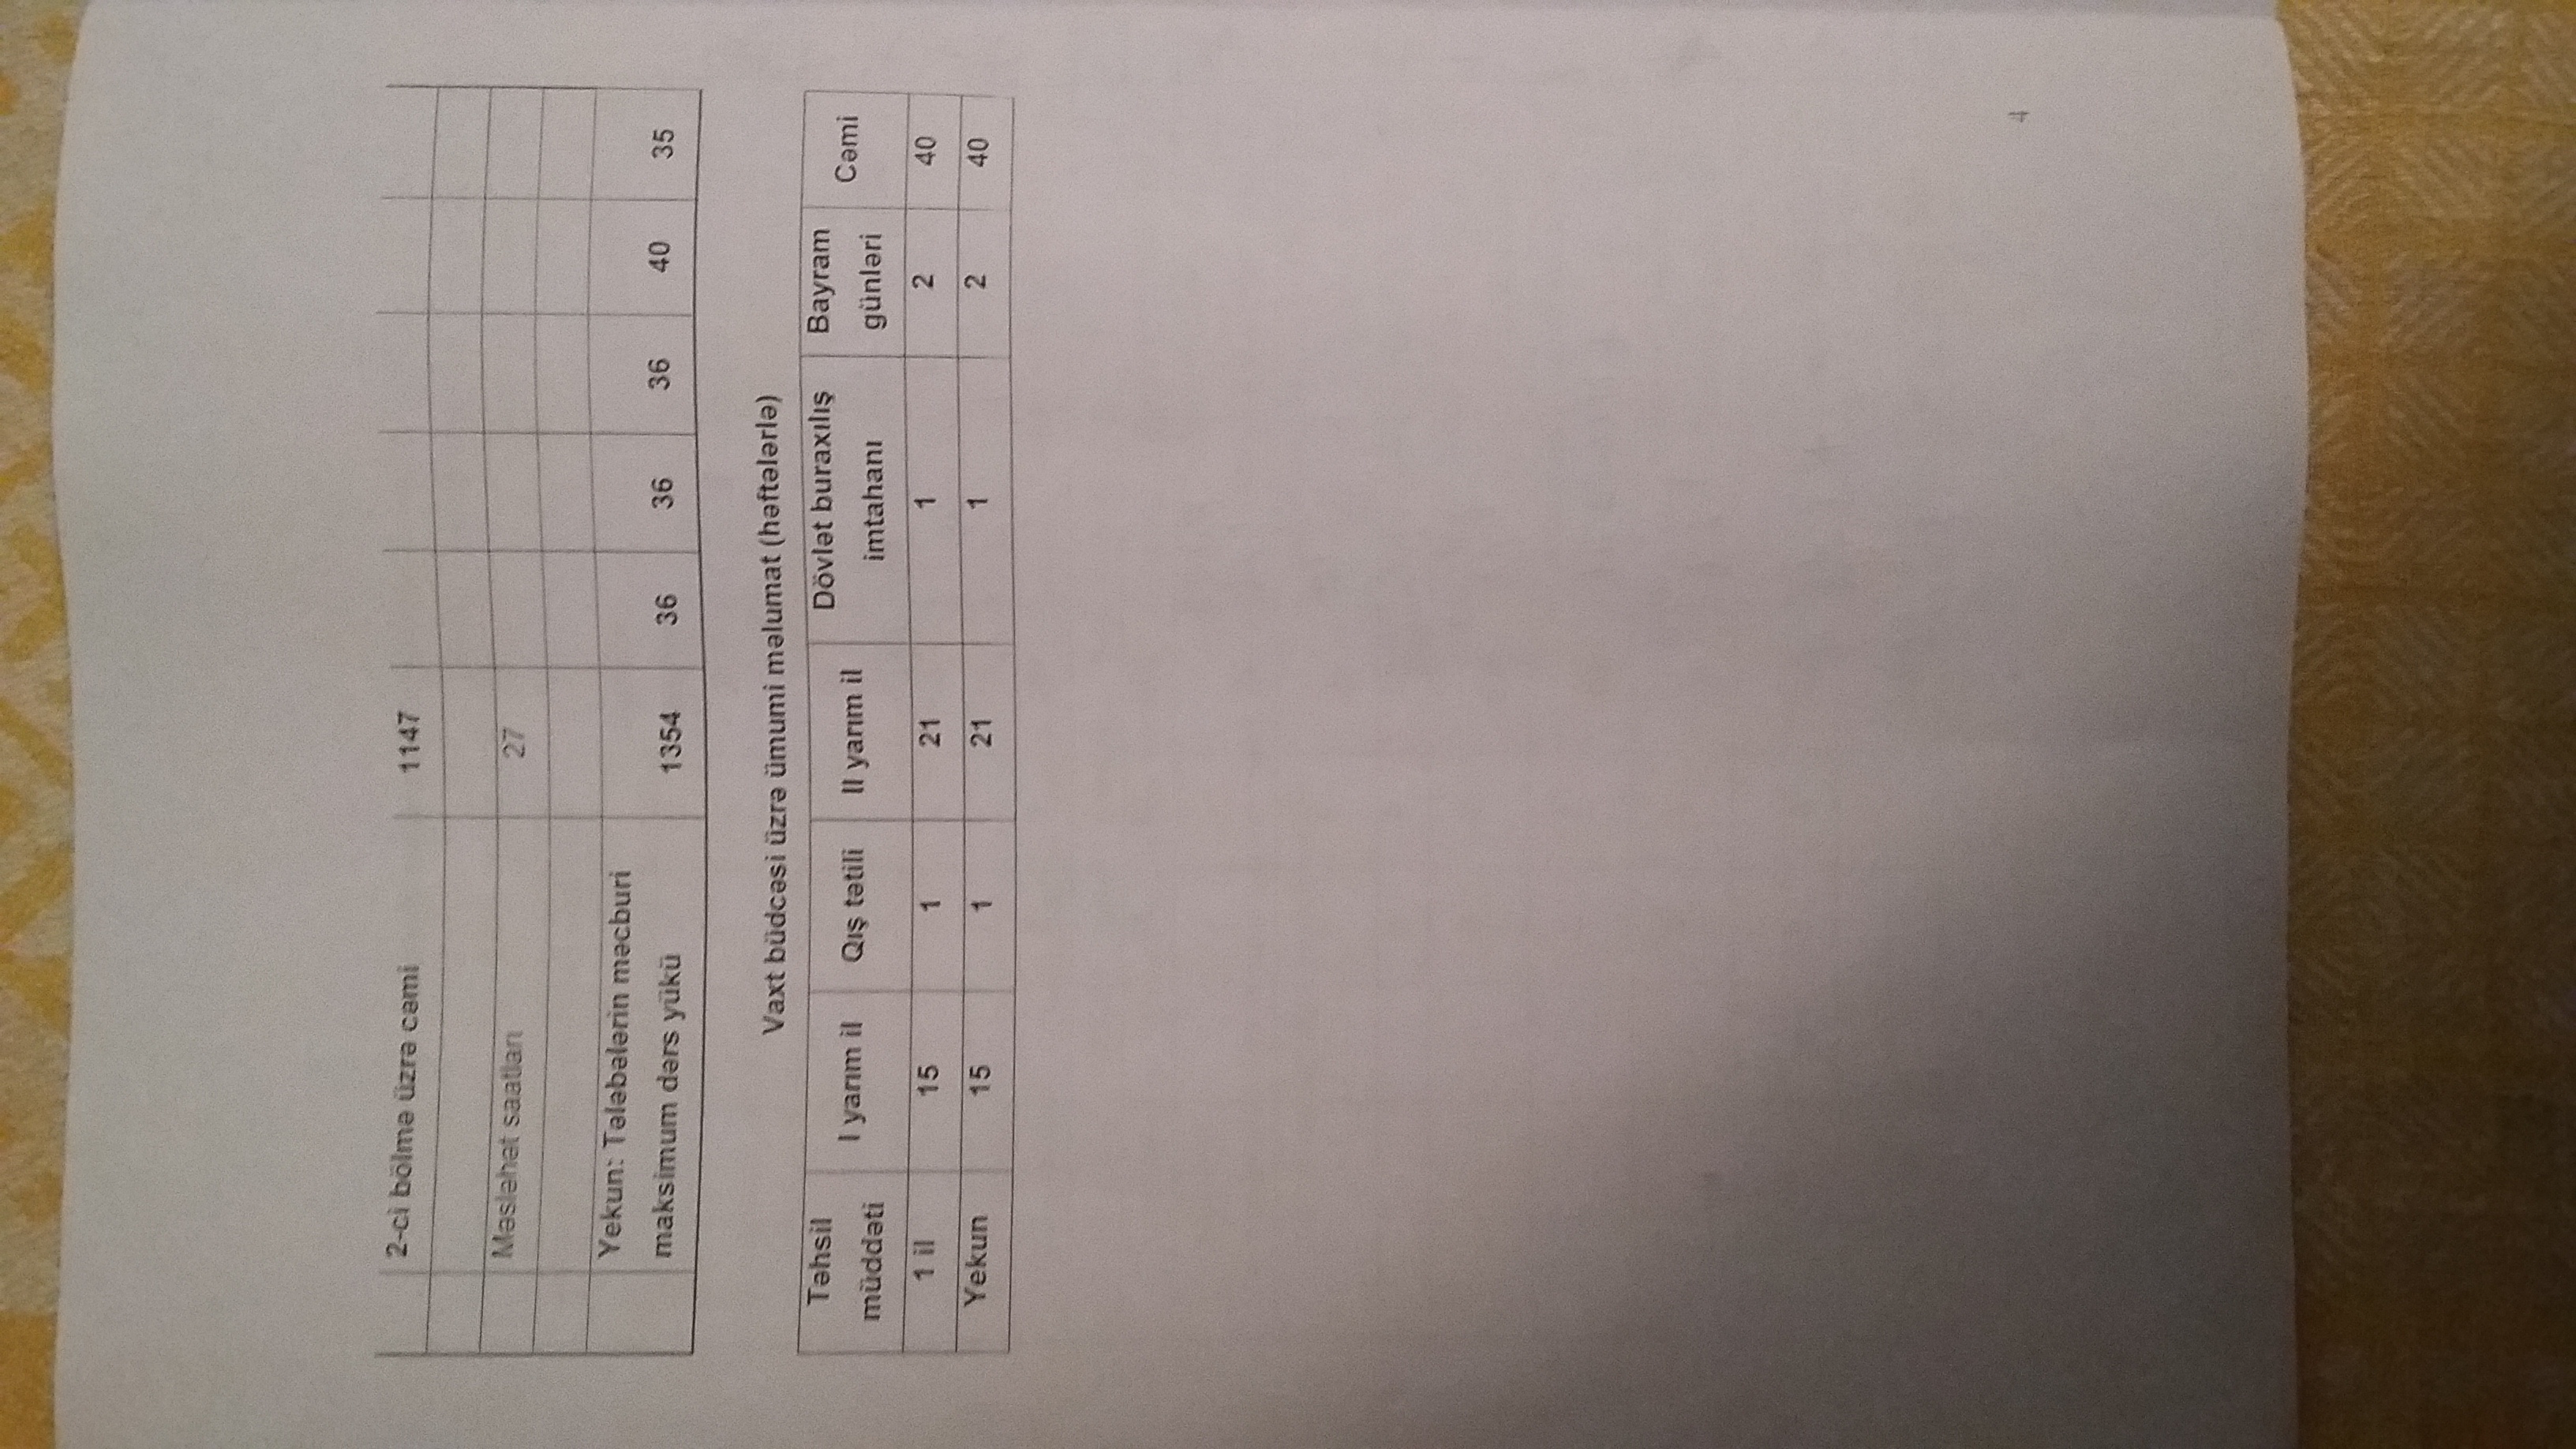 2-ci bölmə üzrə cəmi 1147
Məsləhət saatları 27
Yekun: Tələbələrin məcburi
maksimum dərs yükü 1354 36 36 36 40 35
Vaxt büdcəsi üzrə ümumi məlumat (həftələrlə)
Təhsil müddəti I yarım il Qış tətili II yarım il Dövlət buraxılış imtahanı Bayram günləri Cəmi
1 il 15 1 21 1 2 40
Yekun 15 1 21 1 2 40
4